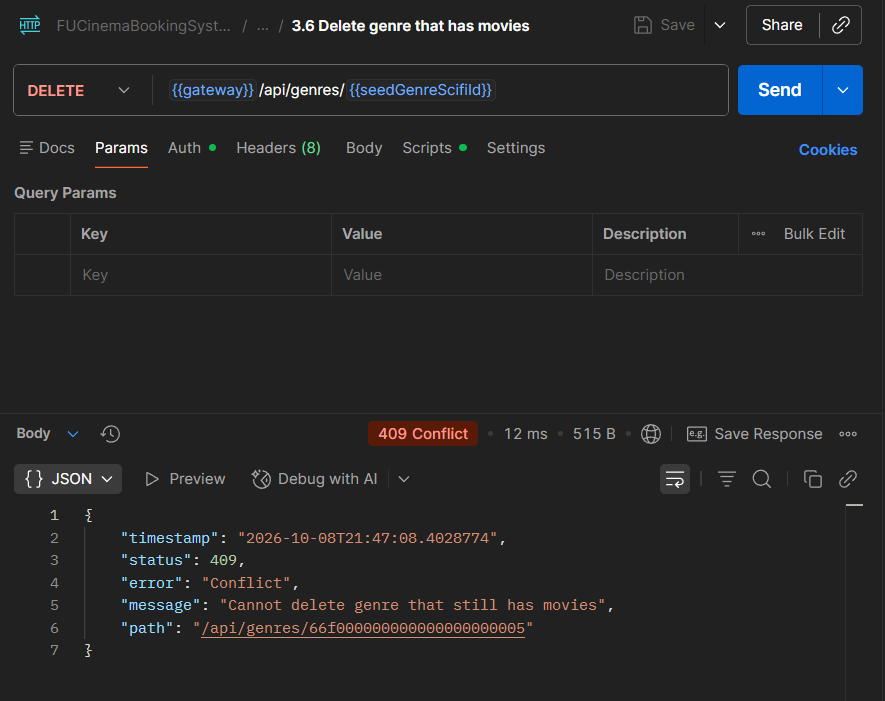 HTTP FUCinemaBookingSyst... / ... / 3.6 Delete genre that has movies Save Share
DELETE {{gateway}} /api/genres/ {{seedGenreScifiId}} Send
Docs Params Auth Headers (8) Body Scripts Settings Cookies
Query Params
Key Value Description Bulk Edit
Key Value Description
Body 409 Conflict 12 ms 515 B e.g. Save Response
{} JSON Preview Debug with AI
1 {
2 "timestamp": "2026-10-08T21:47:08.4028774",
3 "status": 409,
4 "error": "Conflict",
5 "message": "Cannot delete genre that still has movies",
6 "path": "/api/genres/66f000000000000000000005"
7 }